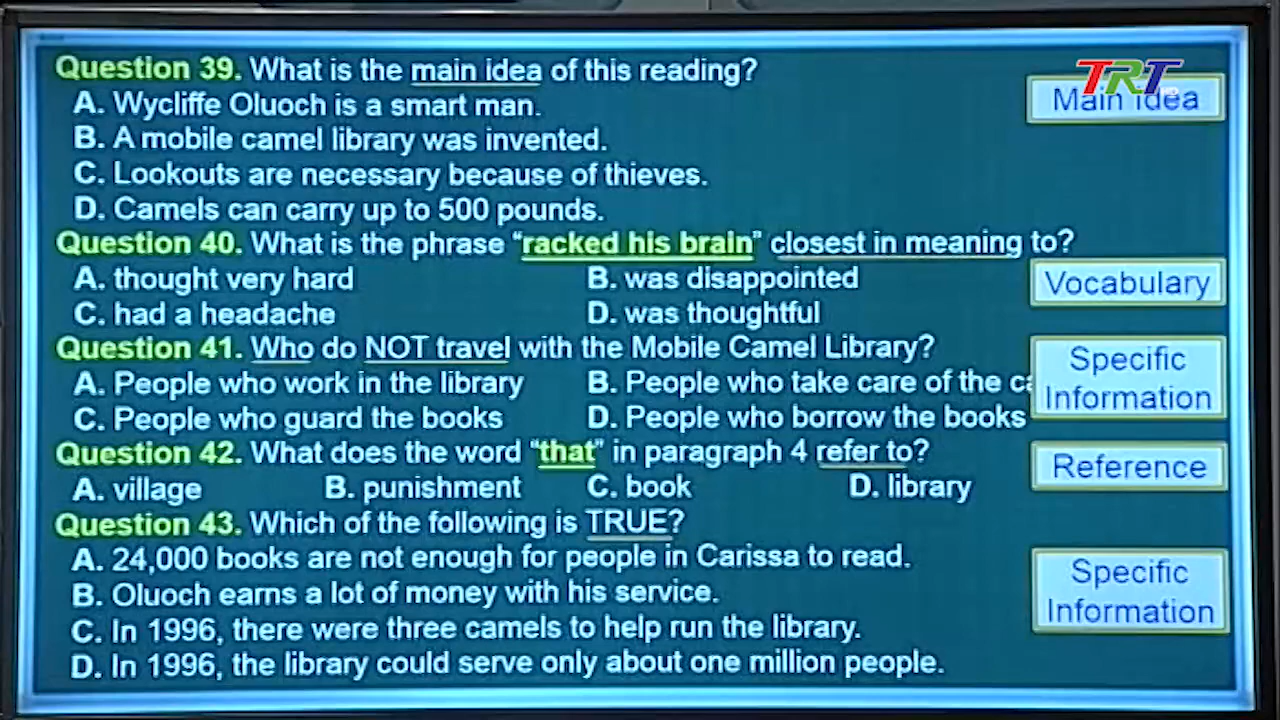 Question 39. What is the main idea of this reading?
A. Wycliffe Oluoch is a smart man.
B. A mobile camel library was invented.
C. Lookouts are necessary because of thieves.
D. Camels can carry up to 500 pounds.
TRT HD
Main idea
Question 40. What is the phrase “racked his brain” closest in meaning to?
A. thought very hard B. was disappointed
C. had a headache D. was thoughtful
Vocabulary
Question 41. Who do NOT travel with the Mobile Camel Library?
A. People who work in the library B. People who take care of the
C. People who guard the books D. People who borrow the books
Specific
Information
Question 42. What does the word “that” in paragraph 4 refer to?
A. village B. punishment C. book D. library
Reference
Question 43. Which of the following is TRUE?
A. 24,000 books are not enough for people in Carissa to read.
B. Oluoch earns a lot of money with his service.
C. In 1996, there were three camels to help run the library.
D. In 1996, the library could serve only about one million people.
Specific
Information